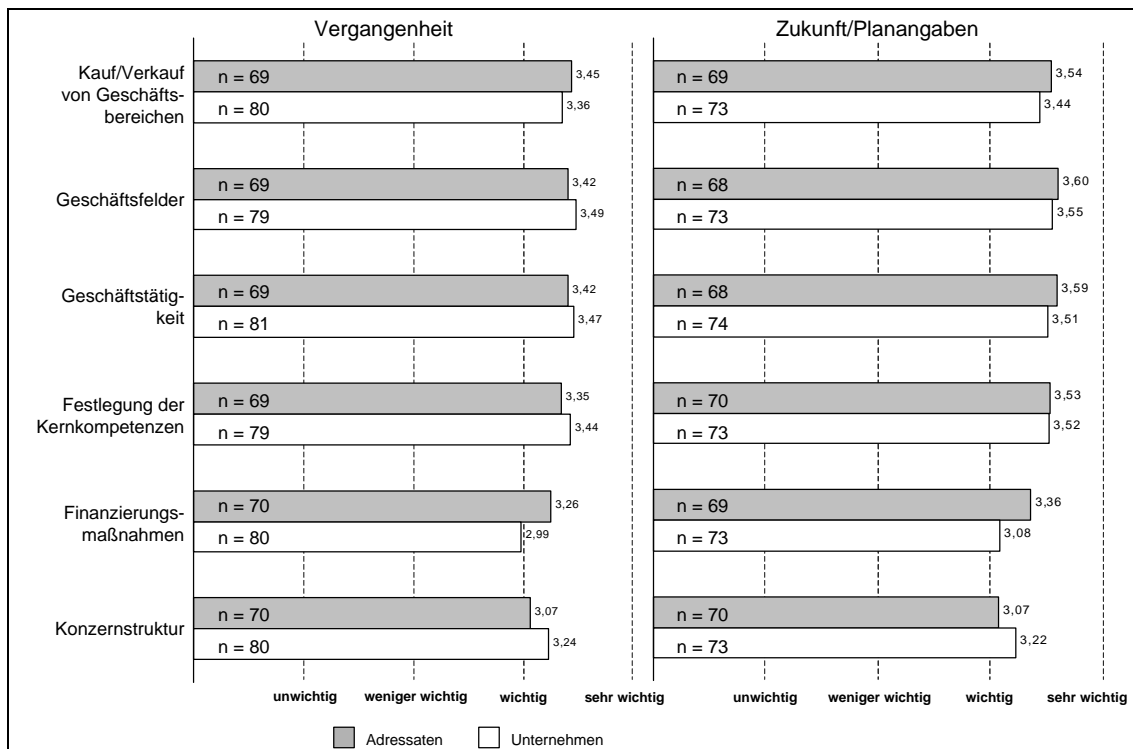 Vergangenheit
Zukunft/Planangaben
Kauf/Verkauf
von Geschäfts-
bereichen
n = 69
3,45
n = 80
3,36
n = 69
3,54
n = 73
3,44
Geschäftsfelder
n = 69
3,42
n = 79
3,49
n = 68
3,60
n = 73
3,55
Geschäftstätig-
keit
n = 69
3,42
n = 81
3,47
n = 68
3,59
n = 74
3,51
Festlegung der
Kernkompetenzen
n = 69
3,35
n = 79
3,44
n = 70
3,53
n = 73
3,52
Finanzierungs-
maßnahmen
n = 70
3,26
n = 80
2,99
n = 69
3,36
n = 73
3,08
Konzernstruktur
n = 70
3,07
n = 80
3,24
n = 70
3,07
n = 73
3,22
unwichtig weniger wichtig wichtig sehr wichtig
unwichtig weniger wichtig wichtig sehr wichtig
Adressaten Unternehmen